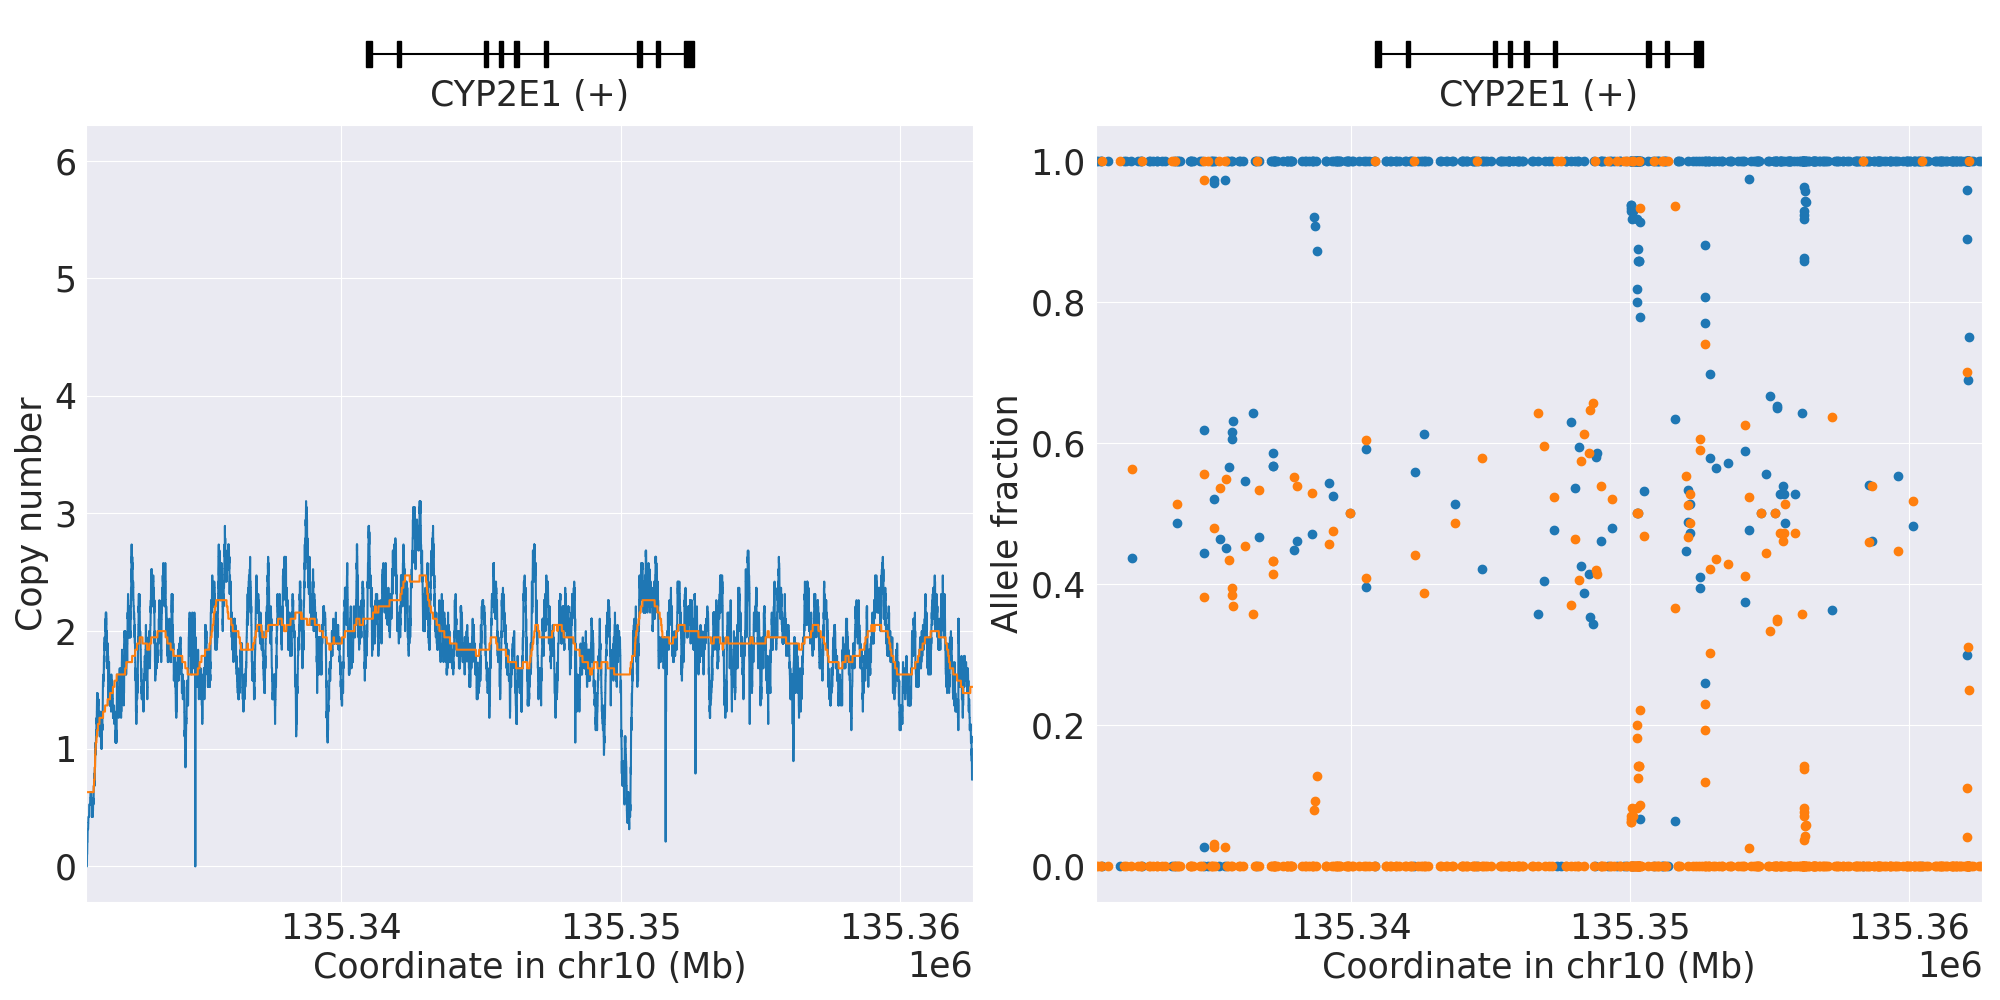 CYP2E1 (+)
6
5
4
3
2
1
0
Copy number
135.34 135.35 135.36
Coordinate in chr10 (Mb)
1e6
CYP2E1 (+)
1.0
0.8
0.6
0.4
0.2
0.0
Allele fraction
135.34 135.35 135.36
Coordinate in chr10 (Mb)
1e6